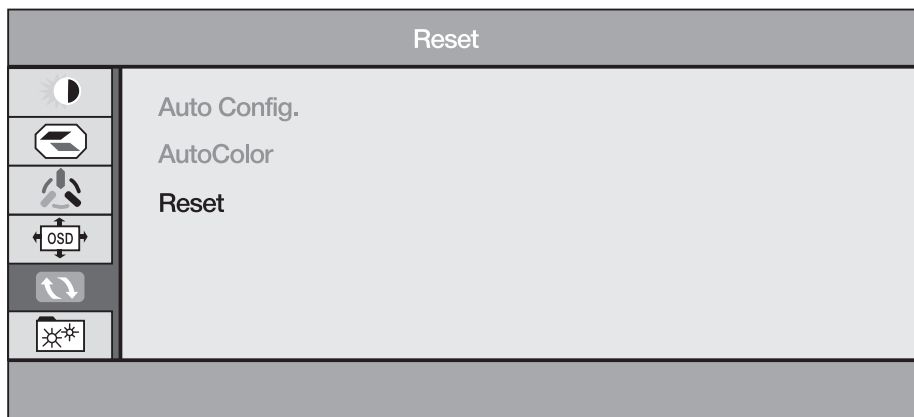 Reset
Auto Config.
AutoColor
Reset
OSD